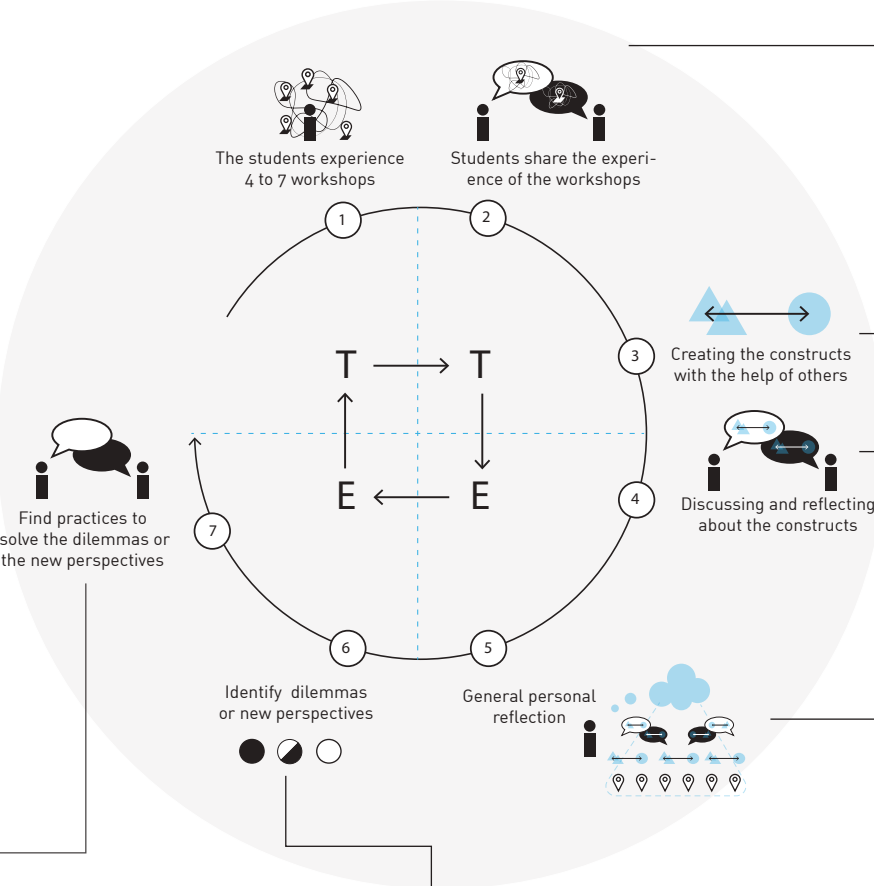 The students experience
4 to 7 workshops
Students share the experi-
ence of the workshops
1
2
3
Creating the constructs
with the help of others
T
T
E
E
4
Discussing and reflecting
about the constructs
Find practices to
solve the dilemmas or
the new perspectives
7
6
5
Identify dilemmas
or new perspectives
General personal
reflection